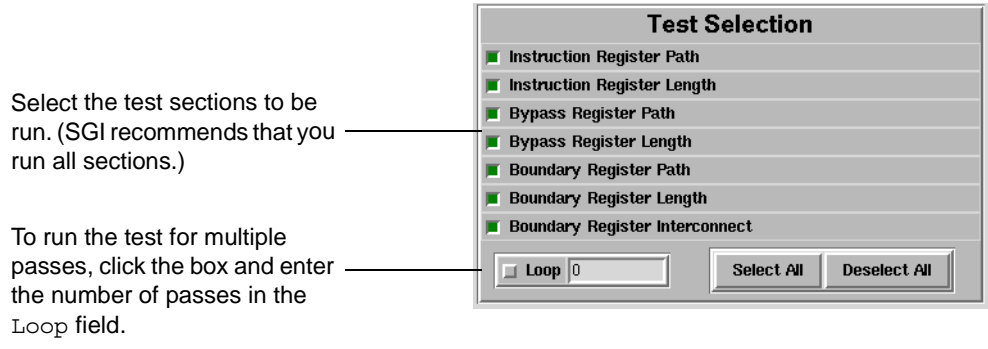 Test Selection
Instruction Register Path
Instruction Register Length
Bypass Register Path
Bypass Register Length
Boundary Register Path
Boundary Register Length
Boundary Register Interconnect
Loop 0
Select All
Deselect All
Select the test sections to be
run. (SGI recommends that you
run all sections.)
To run the test for multiple
passes, click the box and enter
the number of passes in the
Loop field.